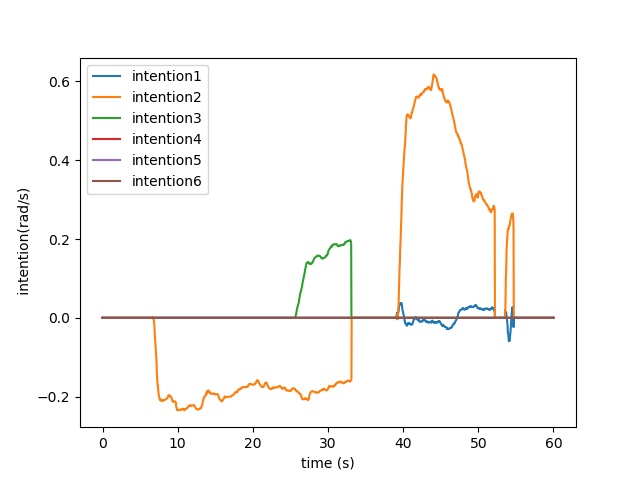 intention1
intention2
intention3
intention4
intention5
intention6
intention(rad/s)
0.6
0.4
0.2
0.0
−0.2
0 10 20 30 40 50 60
time (s)